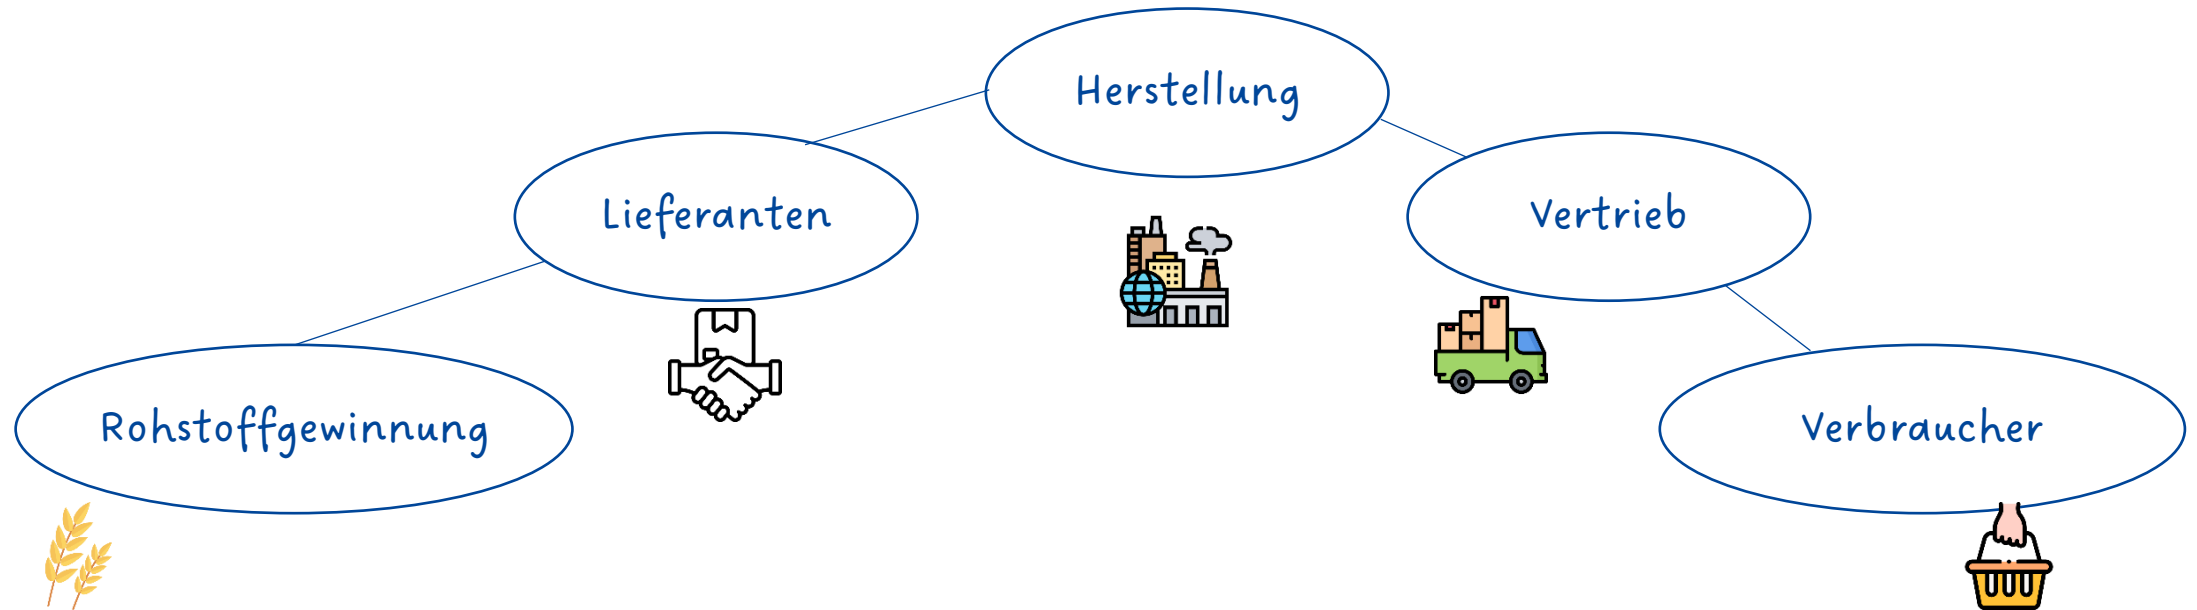 Herstellung
Lieferanten
Vertrieb
Rohstoffgewinnung
Verbraucher